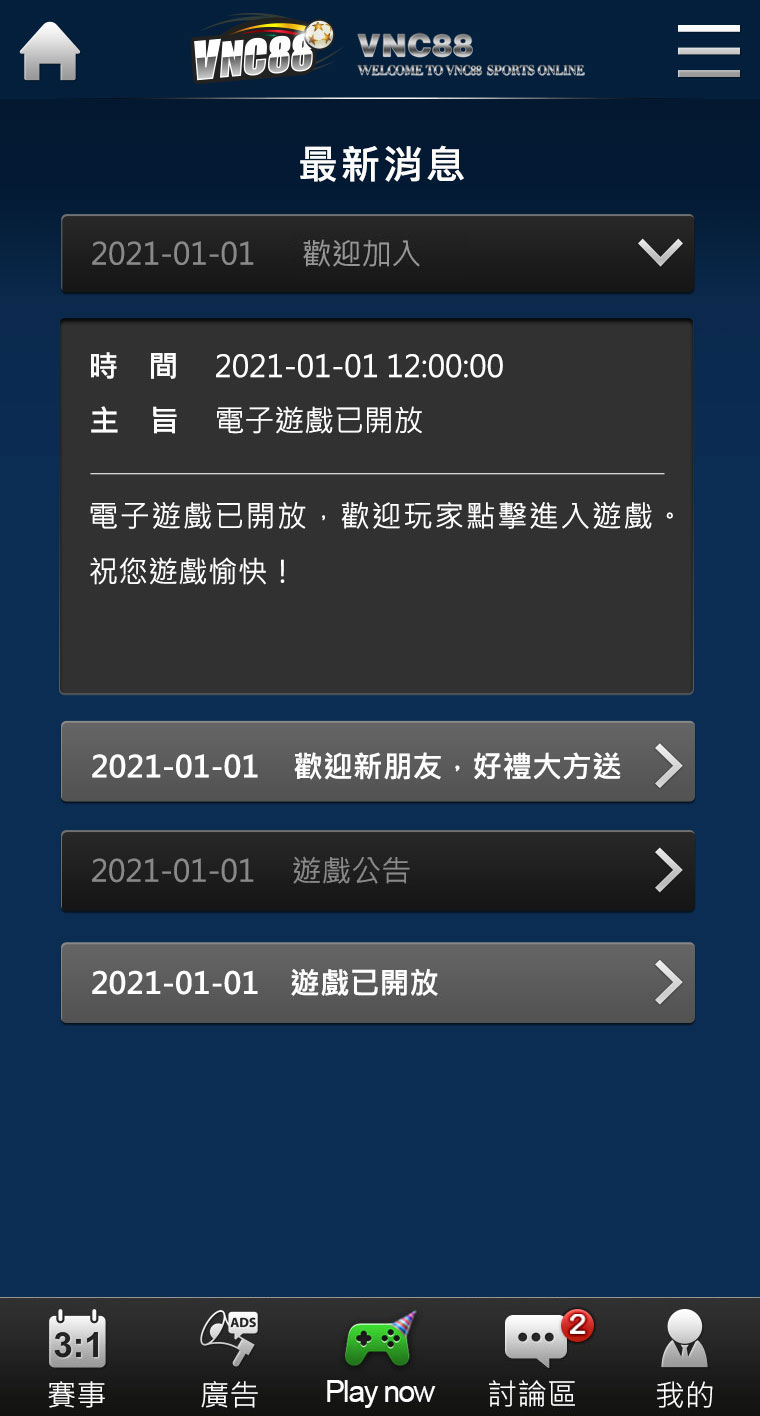 VNC88
VNC88
WELCOME TO VNC88 SPORTS ONLINE
最新消息
2021-01-01 歡迎加入
時 間 2021-01-01 12:00:00
主 旨 電子遊戲已開放
電子遊戲已開放，歡迎玩家點擊進入遊戲。
祝您遊戲愉快！
2021-01-01 歡迎新朋友，好禮大方送
2021-01-01 遊戲公告
2021-01-01 遊戲已開放
3:1
ADS
2
賽事
廣告
Play now
討論區
我的